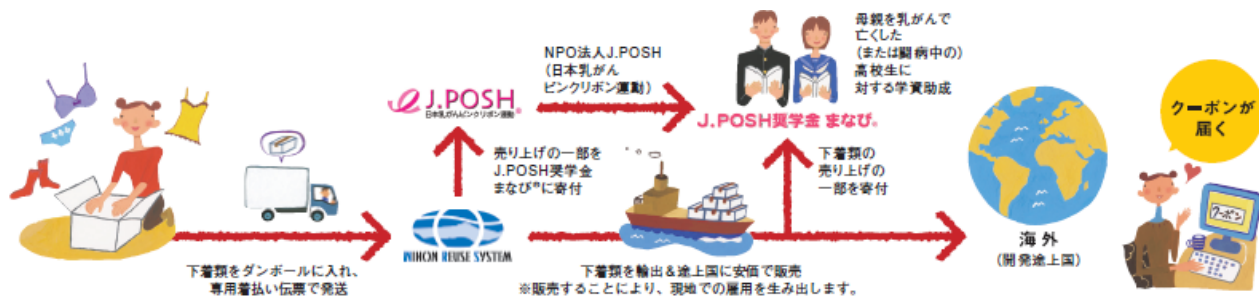 下着類をダンボールに入れ、
専用着払い伝票で発送
J.POSH®
日本乳がんピンクリボン運動
売り上げの一部を
J.POSH奨学金
まなび®に寄付
NIHON REUSE SYSTEM
NPO法人J.POSH
(日本乳がん
ピンクリボン運動)
母親を乳がんで
亡くした
(または闘病中の)
高校生に
対する学資助成
J.POSH奨学金 まなび®
下着類の
売り上げの
一部を寄付
下着類を輸出＆途上国に安価で販売
※販売することにより、現地での雇用を生み出します。
海外
(開発途上国)
クーポンが
届く
クーポン